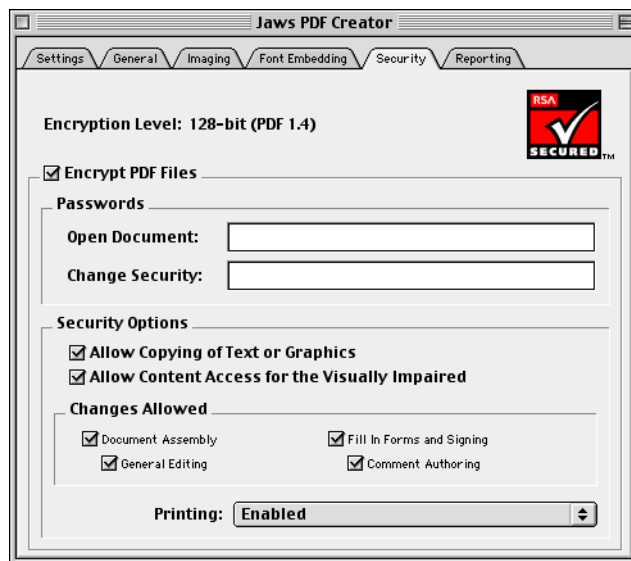 Jaws PDF Creator
Settings General Imaging Font Embedding Security Reporting
Encryption Level: 128-bit (PDF 1.4)
RSA
SECURED™
Encrypt PDF Files
Passwords
Open Document:
Change Security:
Security Options
Allow Copying of Text or Graphics
Allow Content Access for the Visually Impaired
Changes Allowed
Document Assembly Fill In Forms and Signing
General Editing Comment Authoring
Printing: Enabled